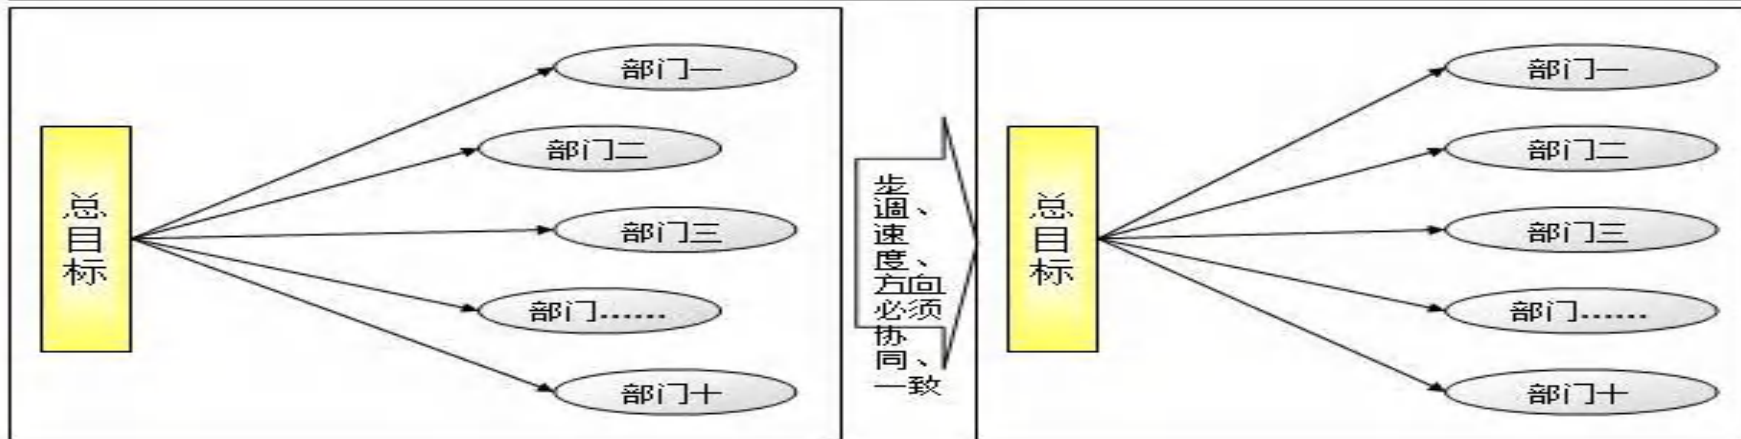 部门一
部门二
总
目
标
部门三
部门……
部门十
步
调、
速
度、
方向
必须
协
同、
一致
部门一
部门二
总
目
标
部门三
部门……
部门十